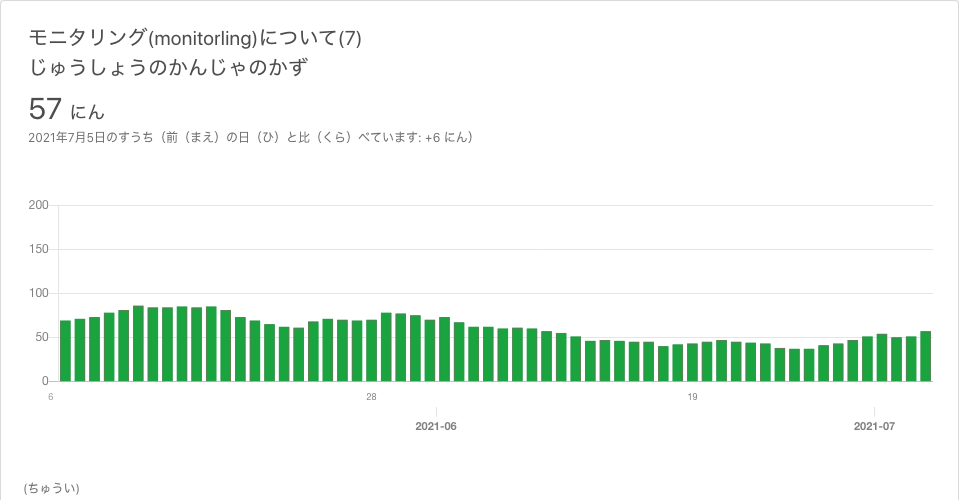 モニタリング(monitorling)について(7)
じゅうしょうのかんじゃのかず
57 にん
2021年7月5日のすうち（前（まえ）の日（ひ）と比（くら）べています: +6 にん）
200
150
100
50
0
6 28 19
2021-06 2021-07
(ちゅうい)